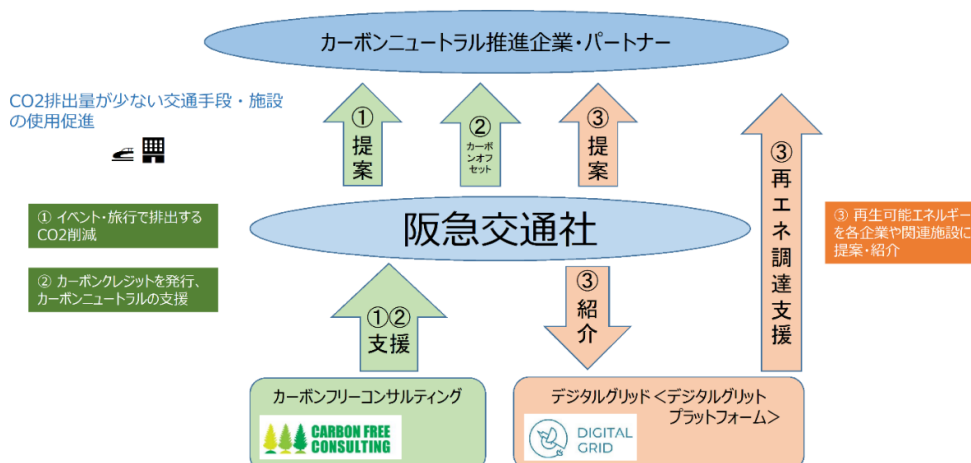 カーボンニュートラル推進企業・パートナー
CO2排出量が少ない交通手段・施設
の使用促進
①
提
案
②
カーボ
ンオフ
セット
③
提
案
③
再
エ
ネ
調
達
支
援
① イベント・旅行で排出する
CO2削減
② カーボンクレジットを発行、
カーボンニュートラルの支援
阪急交通社
③ 再生可能エネルギー
を各企業や関連施設に
提案・紹介
①②
支援
③
紹
介
カーボンフリーコンサルティング
CARBON FREE
CONSULTING
デジタルグリッド<デジタルグリット
プラットフォーム>
DIGITAL
GRID